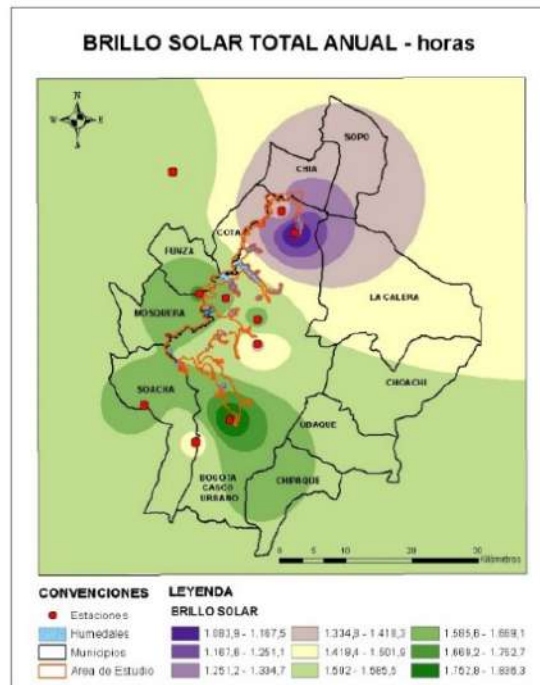 BRILLO SOLAR TOTAL ANUAL - horas
N
W E
S
SOPO
CHIA
COTA
FUNZA
LA CALERA
MOSQUERA
CHOACHI
SOACHA
UBAQUE
BOGOTA
CASCO
URBANO
CHIPAQUE
0 5 10 20 30
Kilómetros
CONVENCIONES
Estaciones
Humedales
Municipios
Area de Estudio
LEYENDA
BRILLO SOLAR
1.083,9 - 1.167,5
1.167,6 - 1.251,1
1.251,2 - 1.334,7
1.334,8 - 1.418,3
1.418,4 - 1.501,9
1.502 - 1.585,5
1.585,6 - 1.669,1
1.669,2 - 1.752,7
1.752,8 - 1.836,3